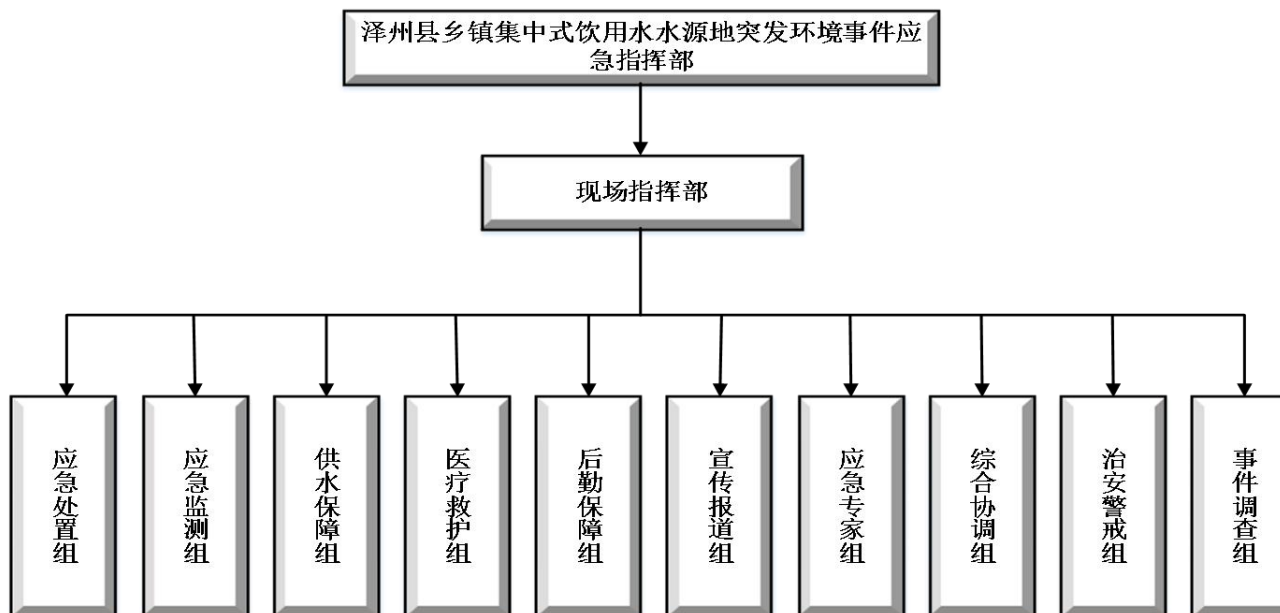 泽州县乡镇集中式饮用水水源地突发环境事件应
急指挥部
现场指挥部
应急处置组
应急监测组
供水保障组
医疗救护组
后勤保障组
宣传报道组
应急专家组
综合协调组
治安警戒组
事件调查组